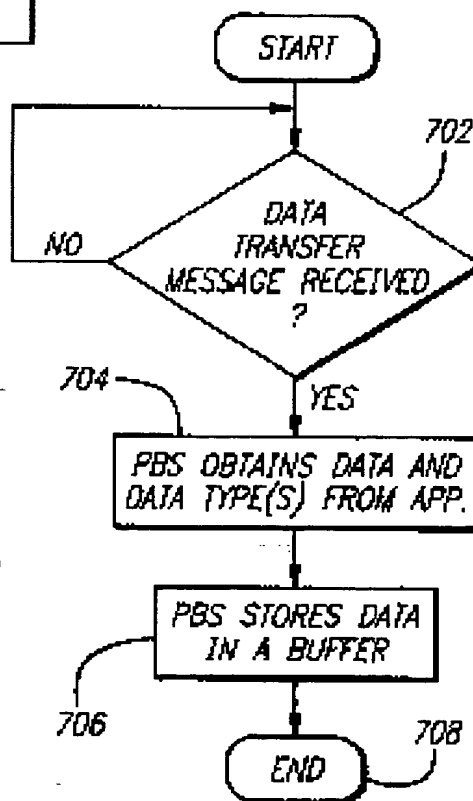 START
702
DATA
TRANSFER
MESSAGE RECEIVED
?
NO
YES
704
PBS OBTAINS DATA AND
DATA TYPE(S) FROM APP.
PBS STORES DATA
IN A BUFFER
706
708
END